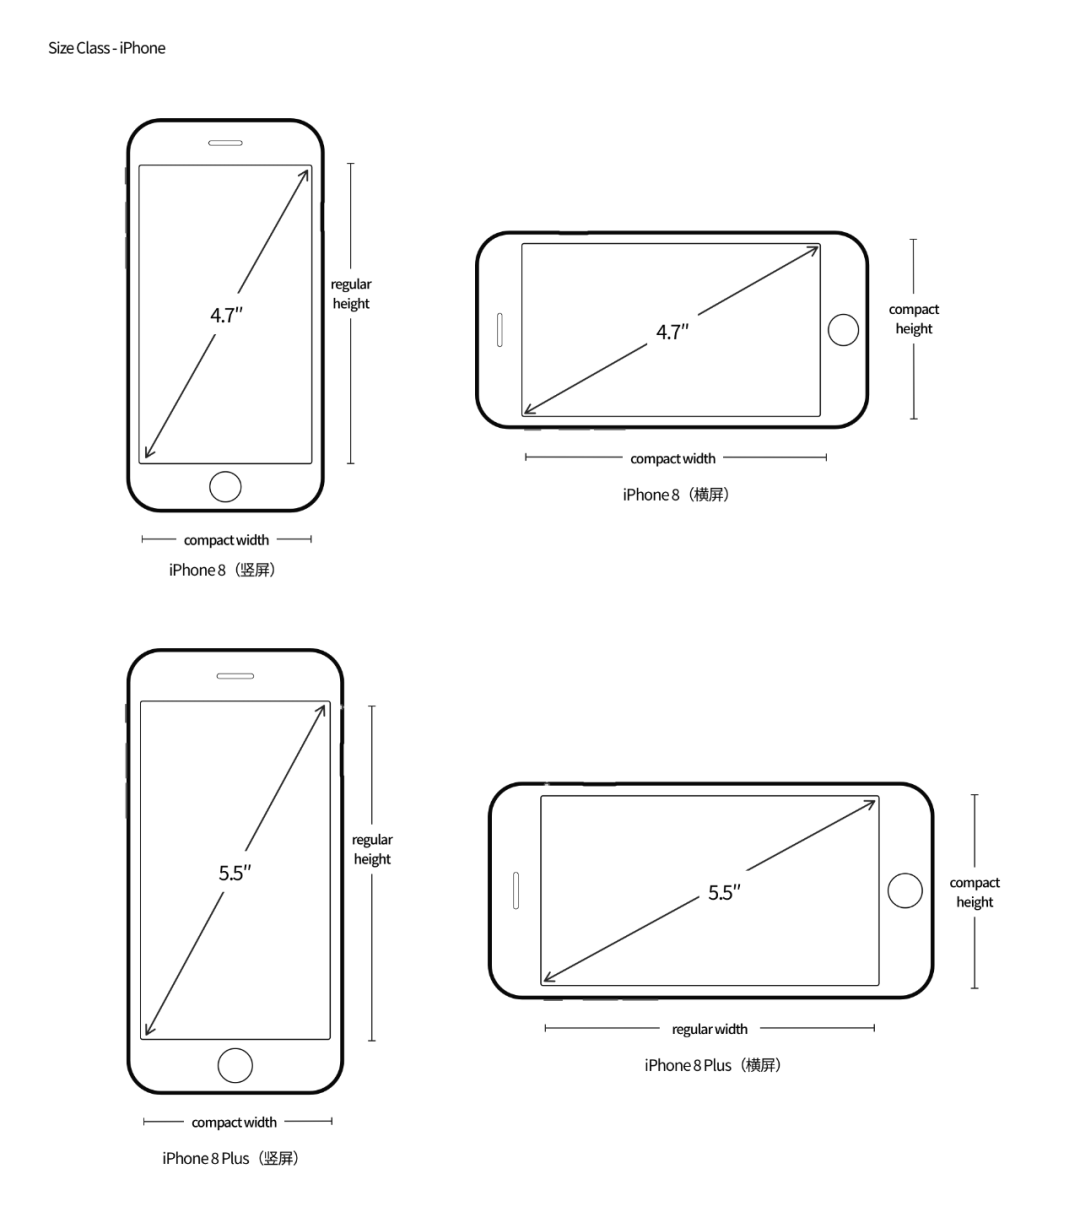 Size Class - iPhone
4.7"
regular
height
compact width
iPhone 8（竖屏）
4.7"
compact
height
compact width
iPhone 8（横屏）
5.5"
regular
height
compact width
iPhone 8 Plus（竖屏）
5.5"
compact
height
regular width
iPhone 8 Plus（横屏）